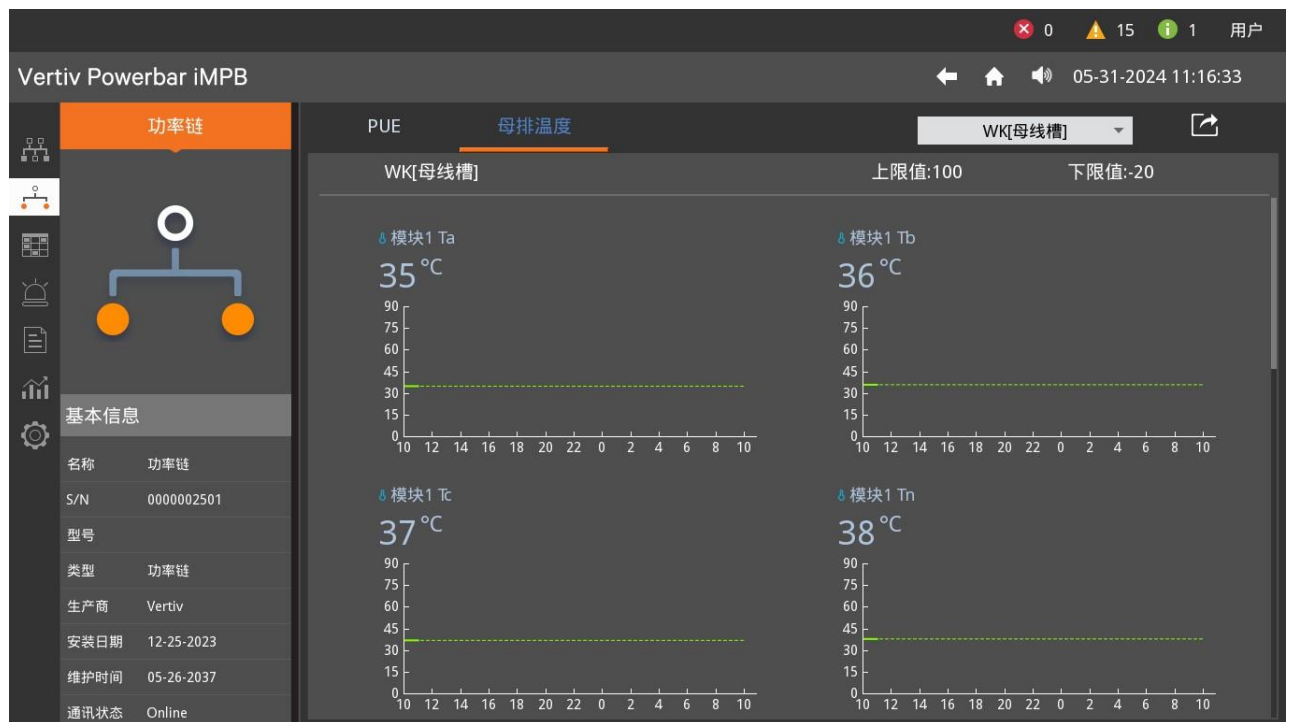 0 15 1 用户
Vertiv Powerbar iMPB 05-31-2024 11:16:33
功率链
PUE 母排温度 WK[母线槽]
WK[母线槽] 上限值:100 下限值:-20
模块1 Ta
35 °C
90
75
60
45
30
15
0
10 12 14 16 18 20 22 0 2 4 6 8 10
模块1 Tb
36 °C
90
75
60
45
30
15
0
10 12 14 16 18 20 22 0 2 4 6 8 10
模块1 Tc
37 °C
90
75
60
45
30
15
0
10 12 14 16 18 20 22 0 2 4 6 8 10
模块1 Tn
38 °C
90
75
60
45
30
15
0
10 12 14 16 18 20 22 0 2 4 6 8 10
基本信息
名称 功率链
S/N 0000002501
型号
类型 功率链
生产商 Vertiv
安装日期 12-25-2023
维护时间 05-26-2037
通讯状态 Online